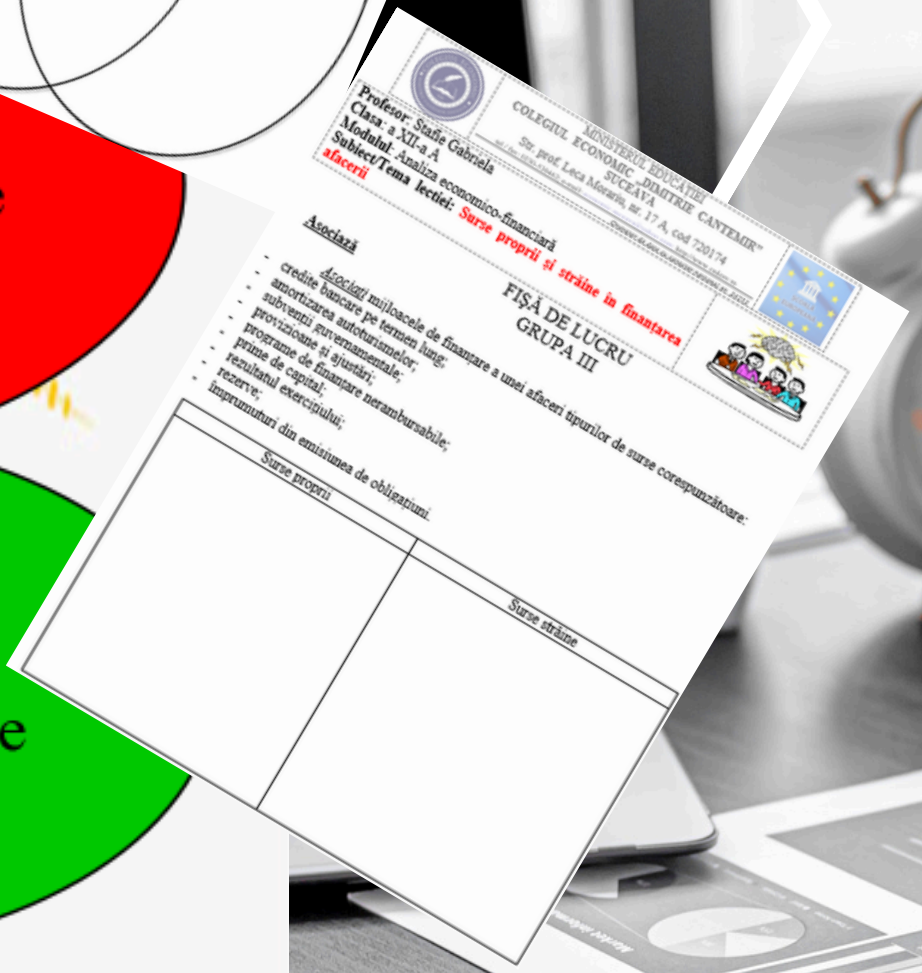 MINISTERUL EDUCAȚIEI
COLEGIUL ECONOMIC „DIMITRIE CANTEMIR”
SUCEAVA
Str. prof. Leca Morariu, nr. 17 A, cod 720174
Profesor: Stafie Gabriela
Clasa: a XII-a A
Modulul: Analiza economico-financiară
Subiect/Tema lecției: Surse proprii și străine în finanțarea
afacerii
FIȘĂ DE LUCRU
GRUPA III
Asociază
Asociați mijloacele de finanțare a unei afaceri tipurilor de surse corespunzătoare:
- credite bancare pe termen lung;
- amortizarea autoturismelor;
- subvenții guvernamentale;
- provizioane și ajustări;
- programe de finanțare nerambursabile;
- prime de capital;
- rezultatul exercițiului;
- rezerve;
- împrumuturi din emisiunea de obligațiuni.
Surse proprii
Surse străine
e
e
Market